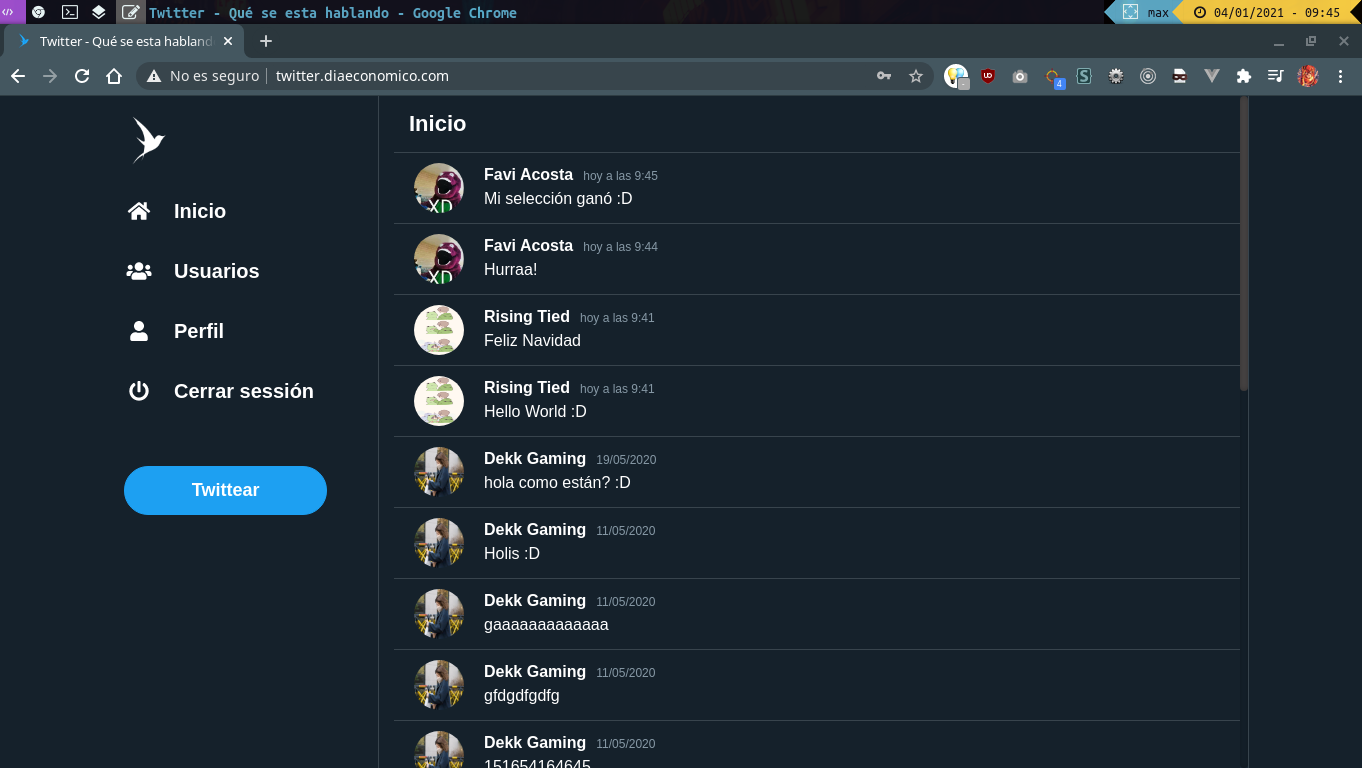 Twitter - Qué se esta hablando - Google Chrome
max
04/01/2021 - 09:45
Twitter - Qué se esta habland
No es seguro
twitter.diaeconomico.com
4
Inicio
Usuarios
Perfil
Cerrar sessión
Twittear
Inicio
Favi Acosta hoy a las 9:45
Mi selección ganó :D
XD
Favi Acosta hoy a las 9:44
Hurraa!
XD
Rising Tied hoy a las 9:41
Feliz Navidad
Rising Tied hoy a las 9:41
Hello World :D
Dekk Gaming 19/05/2020
hola como están? :D
Dekk Gaming 11/05/2020
Holis :D
Dekk Gaming 11/05/2020
gaaaaaaaaaaaaa
Dekk Gaming 11/05/2020
gfdgdfgdfg
Dekk Gaming 11/05/2020
151654164645